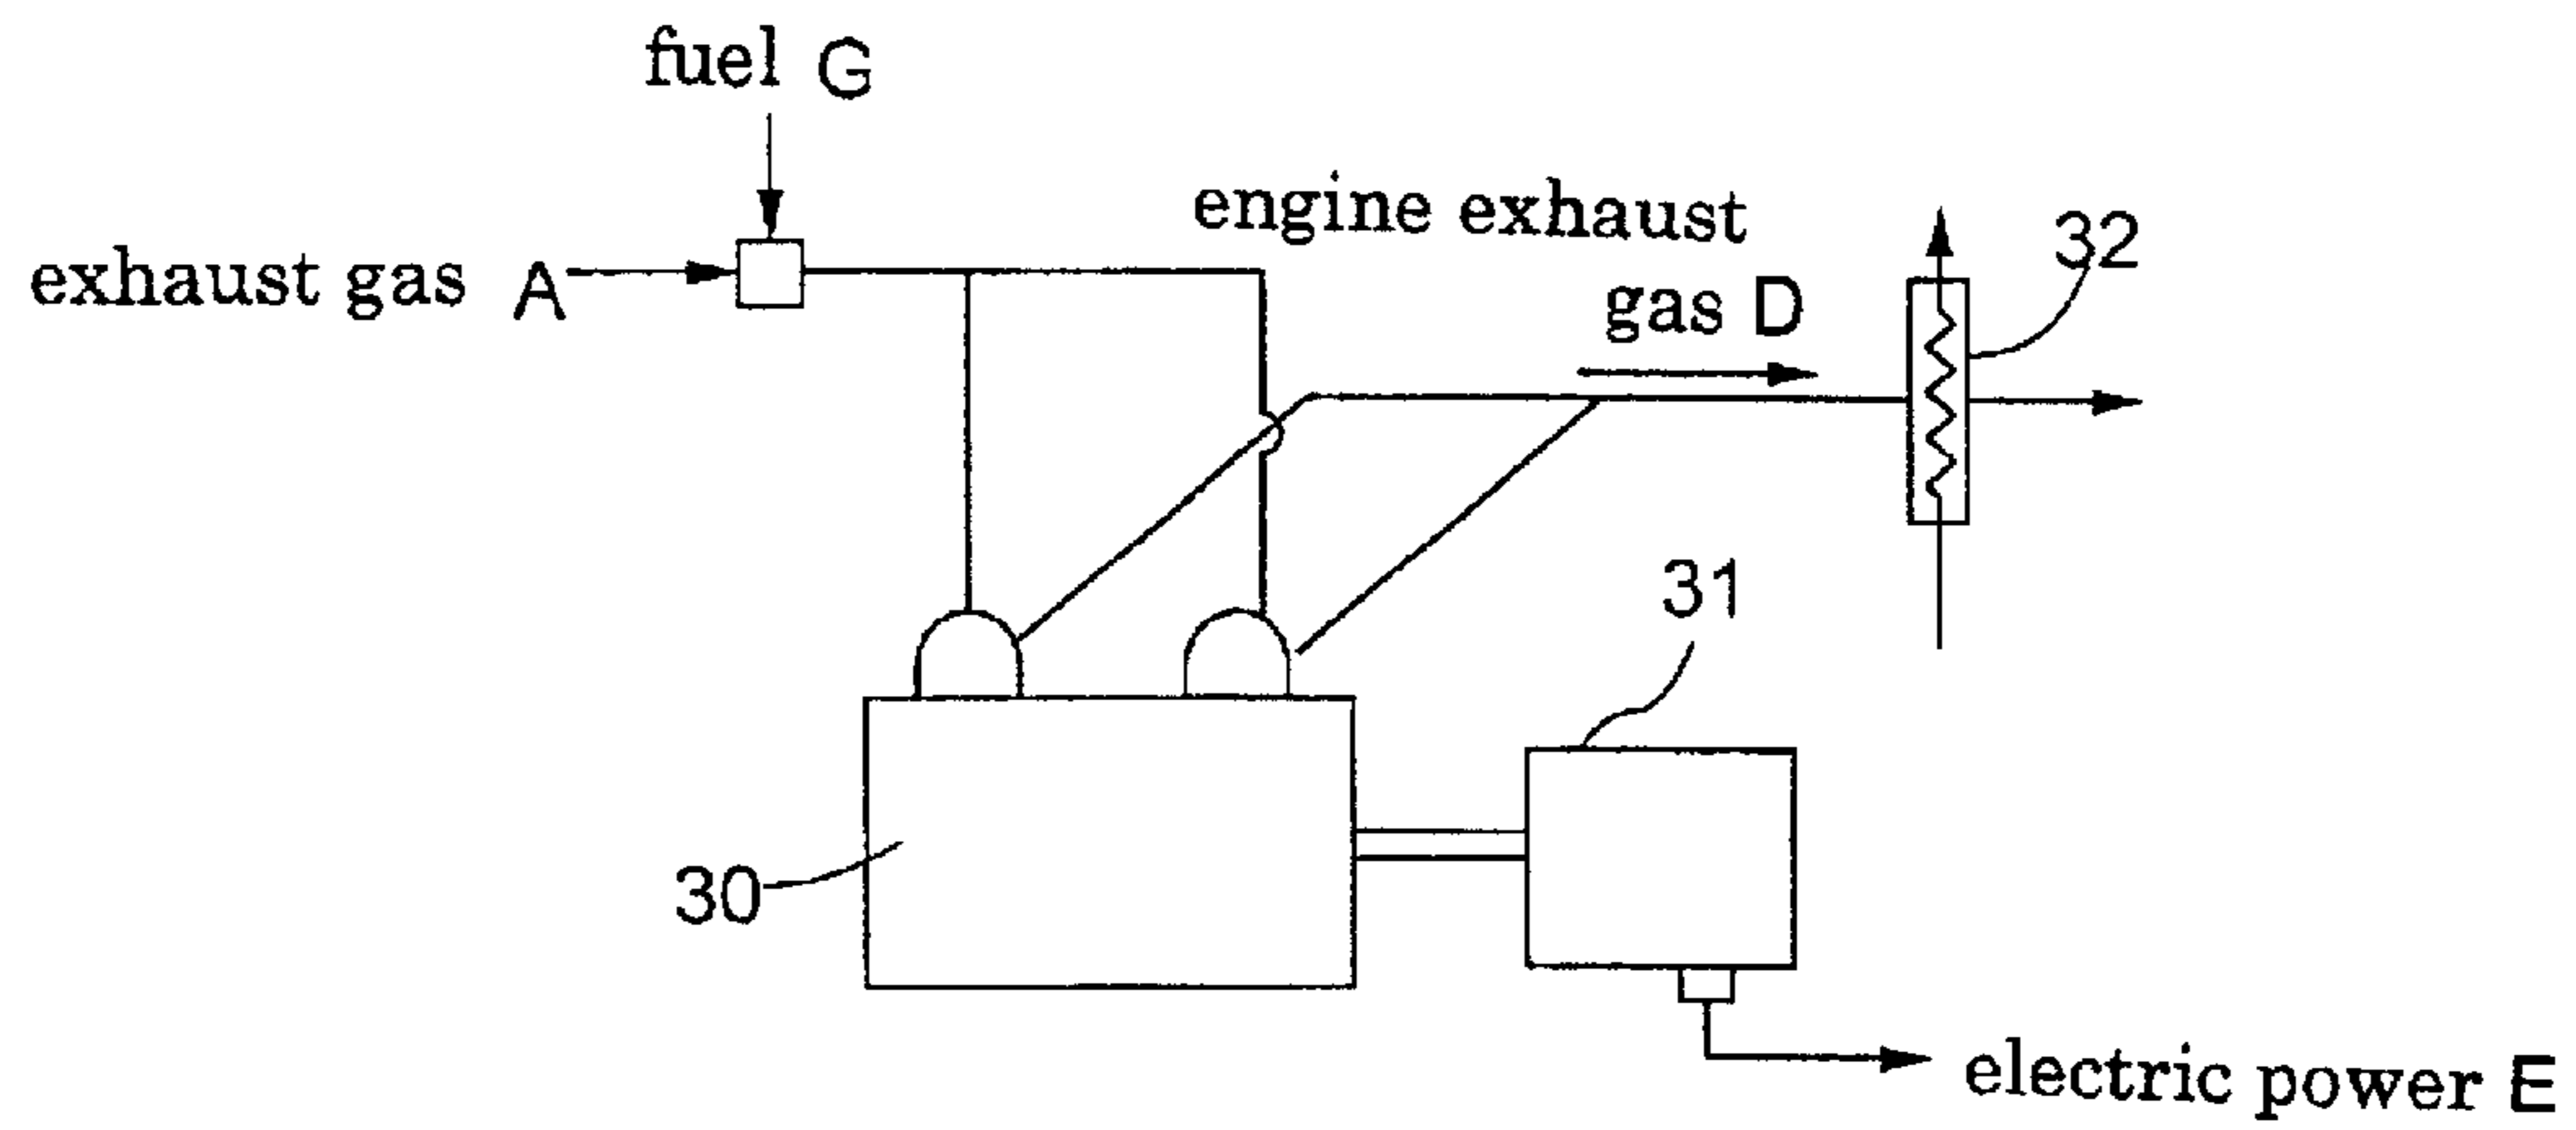 fuel G
exhaust gas A
engine exhaust
gas D
32
31
30
electric power E